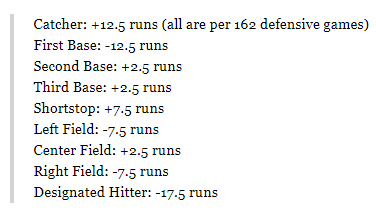 Catcher: +12.5 runs (all are per 162 defensive games)
First Base: -12.5 runs
Second Base: +2.5 runs
Third Base: +2.5 runs
Shortstop: +7.5 runs
Left Field: -7.5 runs
Center Field: +2.5 runs
Right Field: -7.5 runs
Designated Hitter: -17.5 runs